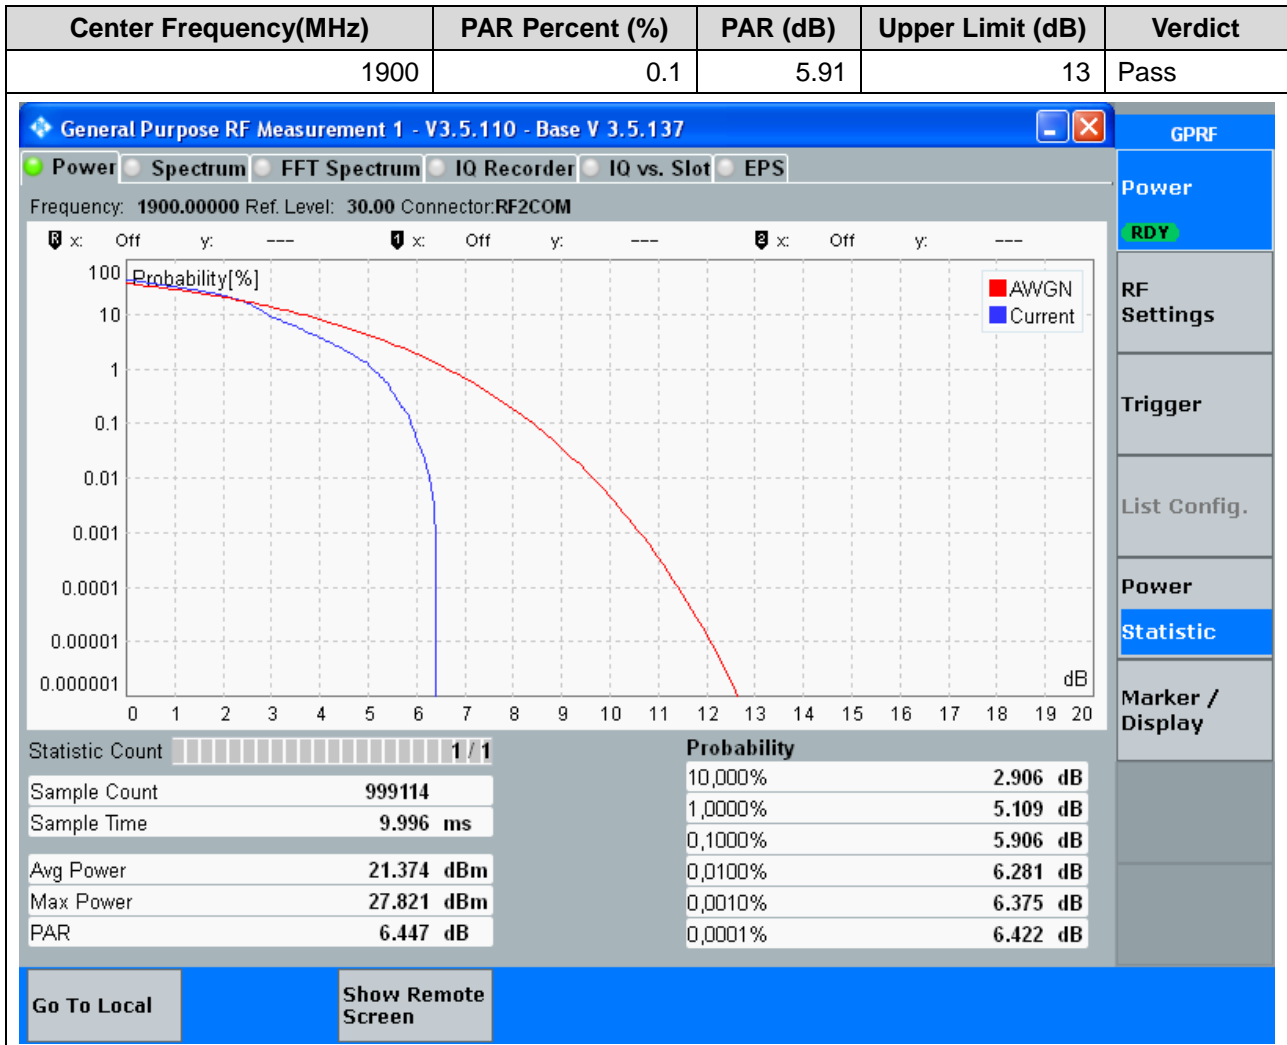 Center Frequency(MHz) PAR Percent (%) PAR (dB) Upper Limit (dB) Verdict
1900 0.1 5.91 13 Pass
General Purpose RF Measurement 1 - V3.5.110 - Base V 3.5.137
GPRF
Power Spectrum FFT Spectrum IQ Recorder IQ vs. Slot EPS
Frequency: 1900.00000 Ref. Level: 30.00 Connector:RF2COM
R x: Off y: --- 1 x: Off y: --- 2 x: Off y: ---
Probability[%]
100
10
1
0.1
0.01
0.001
0.0001
0.00001
0.000001
AWGN
Current
dB
0 1 2 3 4 5 6 7 8 9 10 11 12 13 14 15 16 17 18 19 20
Statistic Count 1 / 1
Sample Count 999114
Sample Time 9.996 ms
Avg Power 21.374 dBm
Max Power 27.821 dBm
PAR 6.447 dB
Probability
10,000% 2.906 dB
1,0000% 5.109 dB
0,1000% 5.906 dB
0,0100% 6.281 dB
0,0010% 6.375 dB
0,0001% 6.422 dB
Power
RDY
RF
Settings
Trigger
List Config.
Power
Statistic
Marker /
Display
Go To Local
Show Remote
Screen